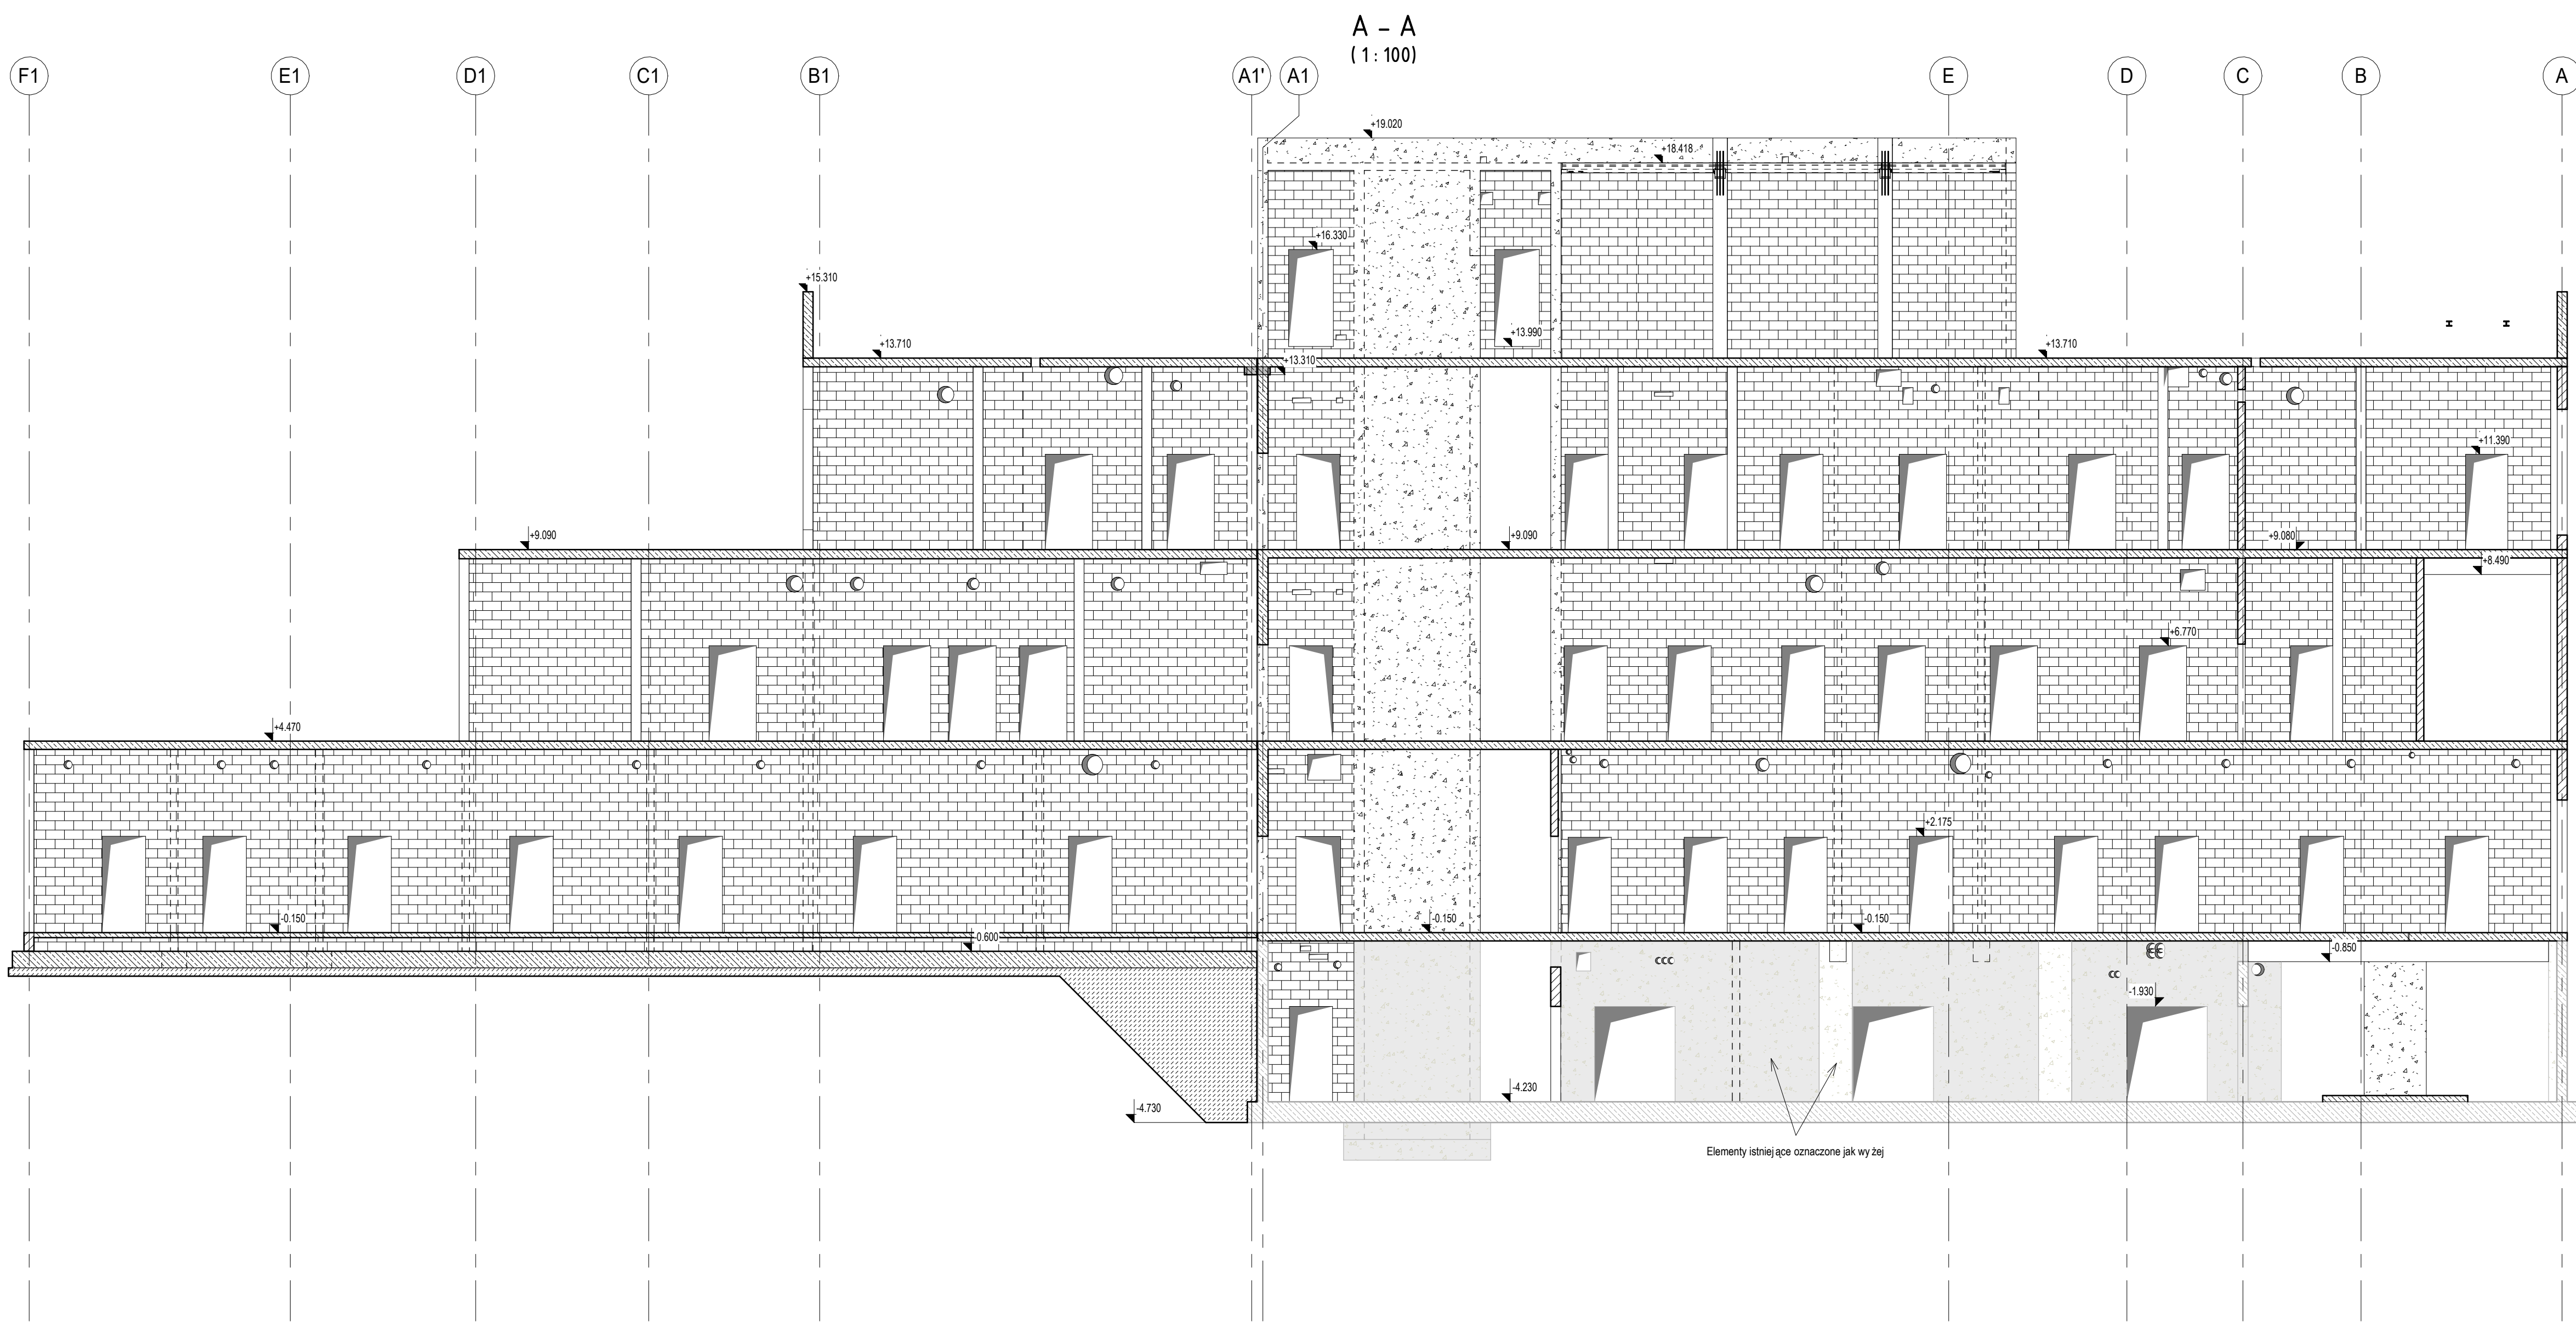 A – A
(1:100)
F1
E1
D1
C1
B1
A1'
A1
E
D
C
B
A
+19.020
+18.418
+16.330
+15.310
+13.990
+13.710
+13.310
+13.710
+11.390
+9.090
+9.090
+9.080
+8.490
+6.770
+4.470
+2.175
-0.150
-0.150
-0.150
-0.600
-0.850
-1.930
-4.230
-4.730
Elementy istniejące oznaczone jak wyżej